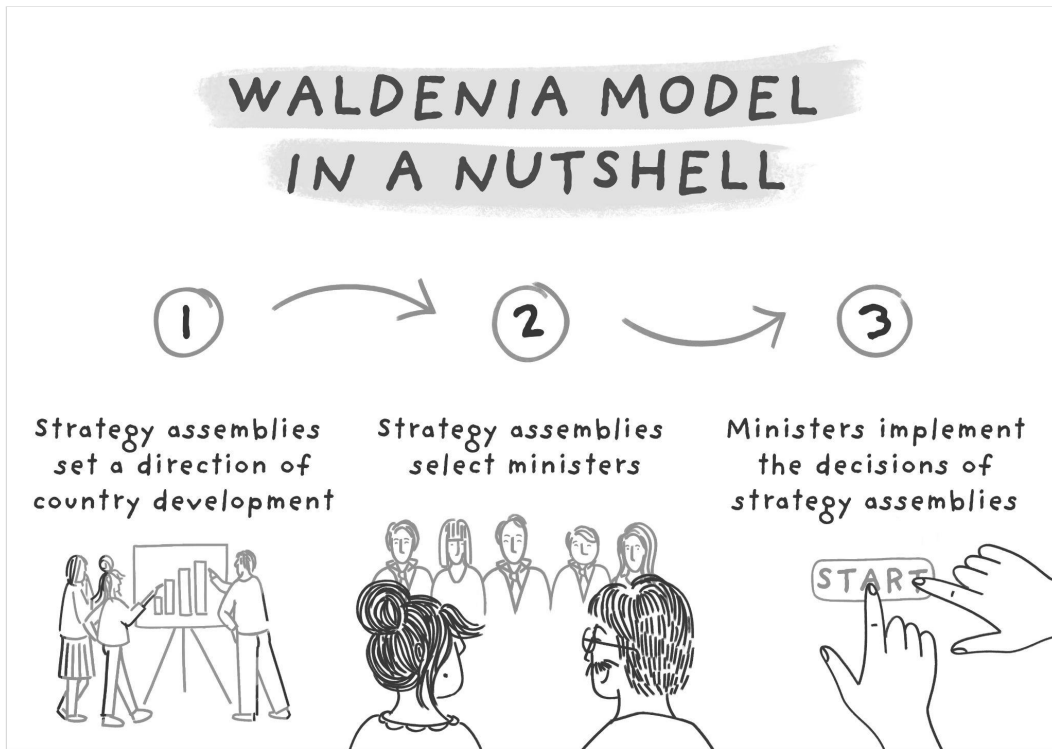 WALDENIA MODEL
IN A NUTSHELL
1
2
3
Strategy assemblies
set a direction of
country development
Strategy assemblies
select ministers
Ministers implement
the decisions of
strategy assemblies
START